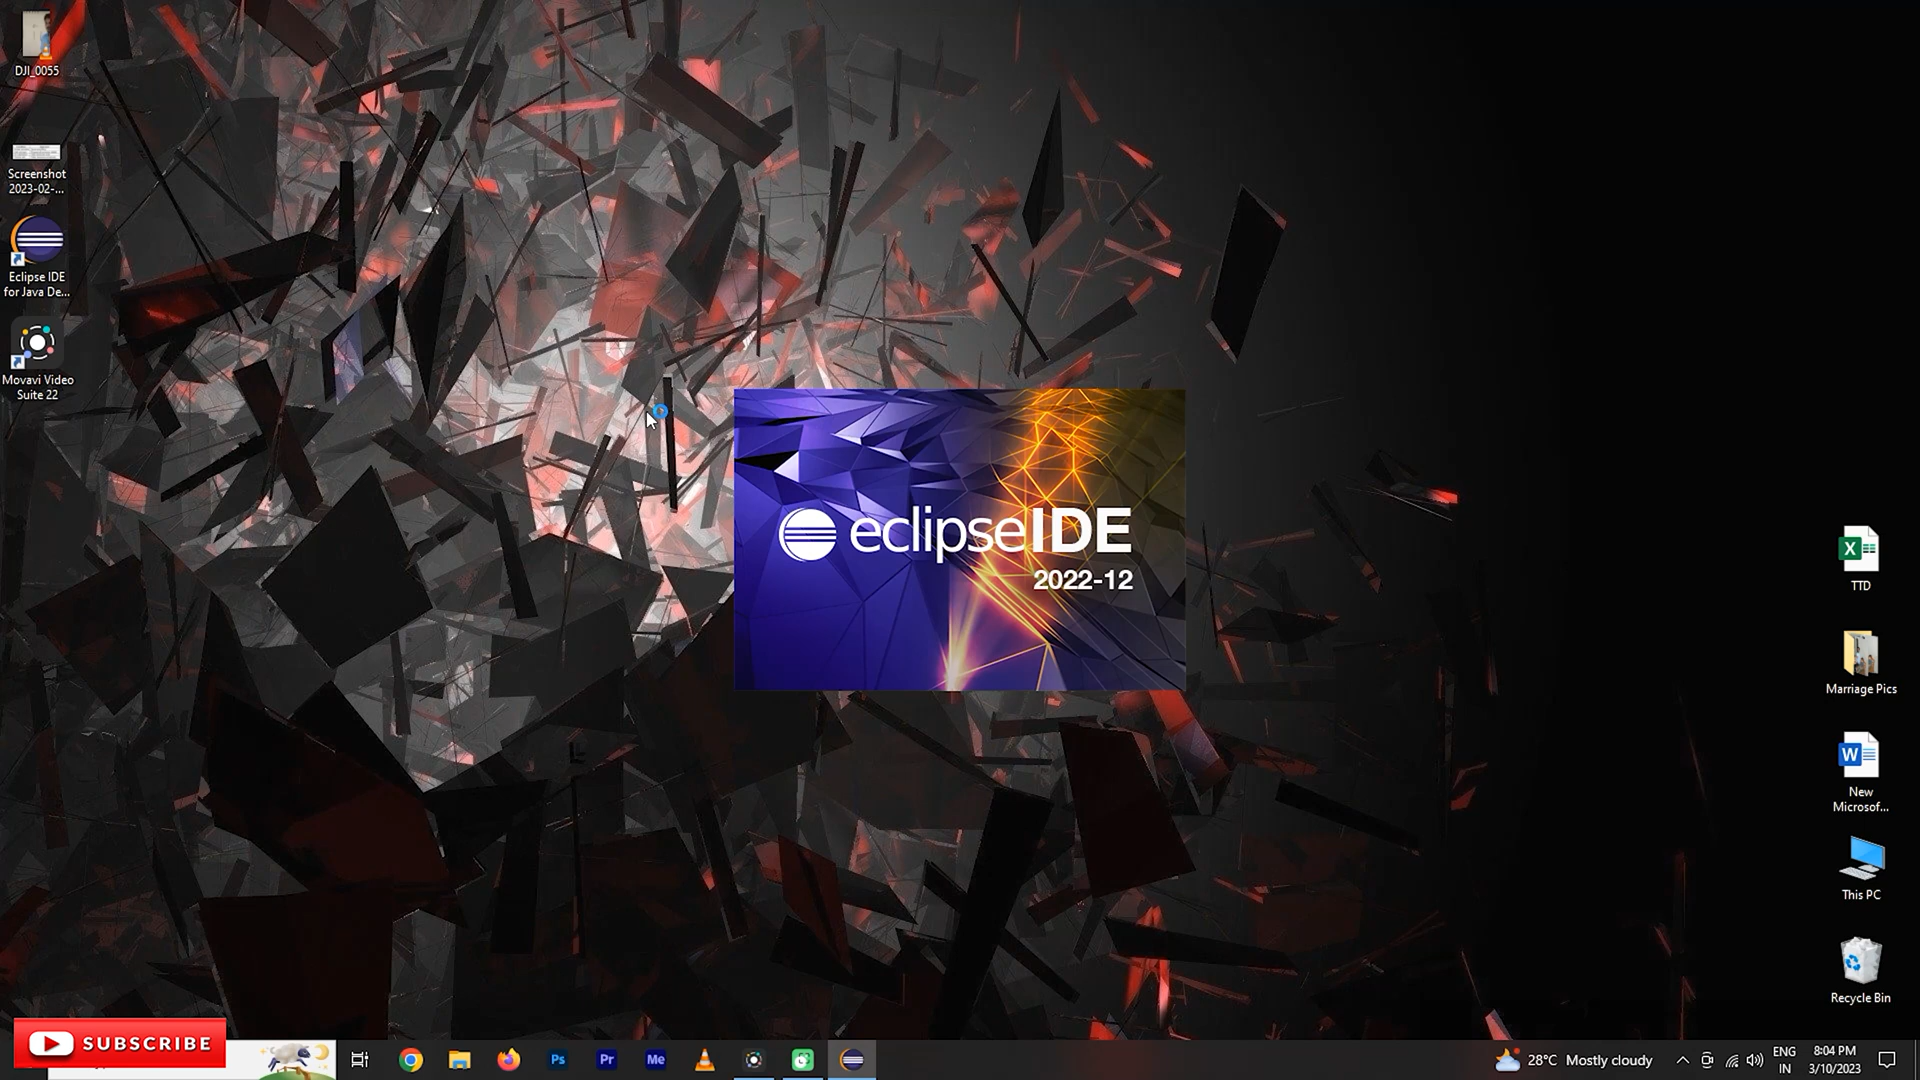 DJI_0055
Screenshot
2023-02-...
Eclipse IDE
for Java De...
Movavi Video
Suite 22
eclipseIDE
2022-12
TTD
Marriage Pics
New
Microsof...
This PC
Recycle Bin
SUBSCRIBE
Ps
Pr
Me
28°C Mostly cloudy
ENG
IN
8:04 PM
3/10/2023